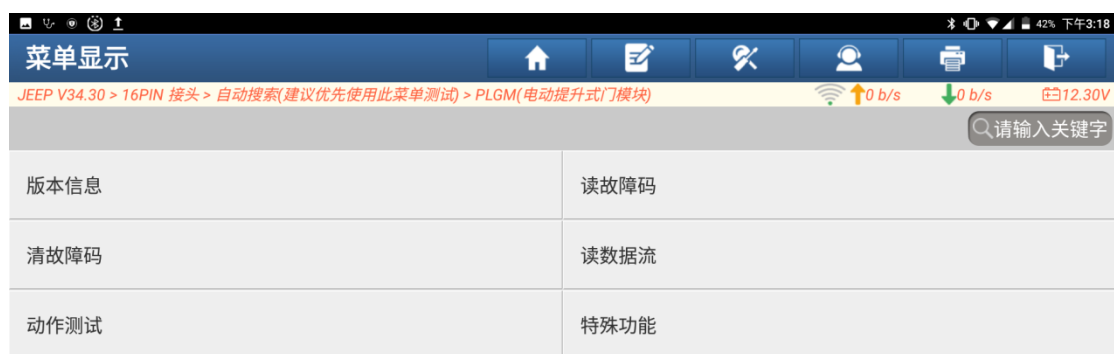 42% 下午3:18
菜单显示
JEEP V34.30 > 16PIN 接头 > 自动搜索(建议优先使用此菜单测试) > PLGM(电动提升式门模块) 0 b/s 0 b/s 12.30V
请输入关键字
版本信息 读故障码
清故障码 读数据流
动作测试 特殊功能